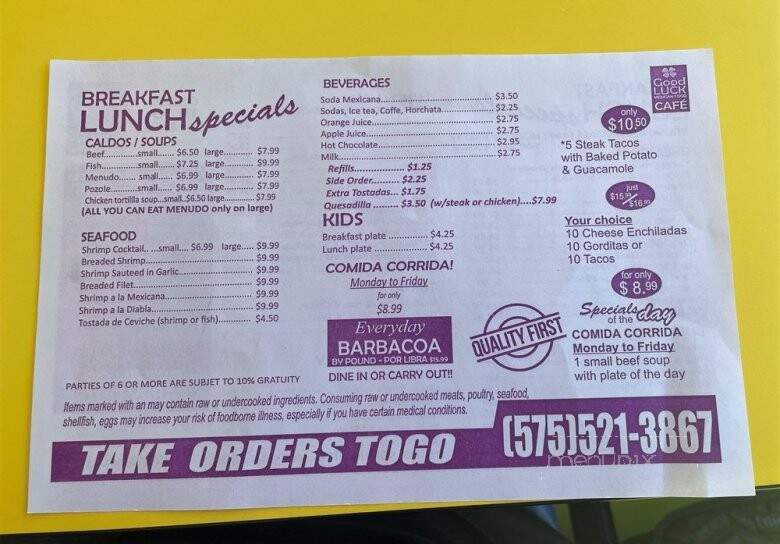 BREAKFAST
LUNCH specials
CALDOS / SOUPS
Beef............small...... $6.50 large.......... $7.99
Fish.............small...... $7.25 large.......... $9.99
Menudo.......small...... $6.99 large.......... $7.99
Pozole.........small...... $6.99 large.......... $7.99
Chicken tortilla soup...small..$6.50 large....... $7.99
(ALL YOU CAN EAT MENUDO only on large)
SEAFOOD
Shrimp Cocktail.. ...small.... $6.99 large.... $9.99
Breaded Shrimp............................ $9.99
Shrimp Sauteed in Garlic................... $9.99
Breaded Filet.............................. $9.99
Shrimp a la Mexicana....................... $9.99
Shrimp a la Diabla......................... $9.99
Tostada de Ceviche (shrimp or fish)............ $4.50
PARTIES OF 6 OR MORE ARE SUBJET TO 10% GRATUITY
BEVERAGES
Soda Mexicana............................. $3.50
Sodas, Ice tea, Coffe, Horchata............ $2.25
Orange Juice.............................. $2.75
Apple Juice............................... $2.75
Hot Chocolate............................. $2.95
Milk...................................... $2.75
Refills.................. $1.25
Side Order......... $2.25
Extra Tostadas... $1.75
Quesadilla ......... $3.50 (w/steak or chicken)....$7.99
KIDS
Breakfast plate .............. $4.25
Lunch plate ................. $4.25
COMIDA CORRIDA!
Monday to Friday
for only
$8.99
Everyday
BARBACOA
BY POUND - POR LIBRA $15.99
DINE IN OR CARRY OUT!!
QUALITY FIRST
Good
LUCK
MEXICAN FOOD
CAFÉ
only
$10.50
*5 Steak Tacos
with Baked Potato
& Guacamole
just
$15.99/$16.99
Your choice
10 Cheese Enchiladas
10 Gorditas or
10 Tacos
for only
$ 8.99
Specials
of the day
COMIDA CORRIDA
Monday to Friday
1 small beef soup
with plate of the day
Items marked with an may contain raw or undercooked ingredients. Consuming raw or undercooked meats, poultry, seafood,
shellfish, eggs may increase your risk of foodborne illness, especially if you have certain medical conditions.
TAKE ORDERS TOGO
(575)521-3867
menupix